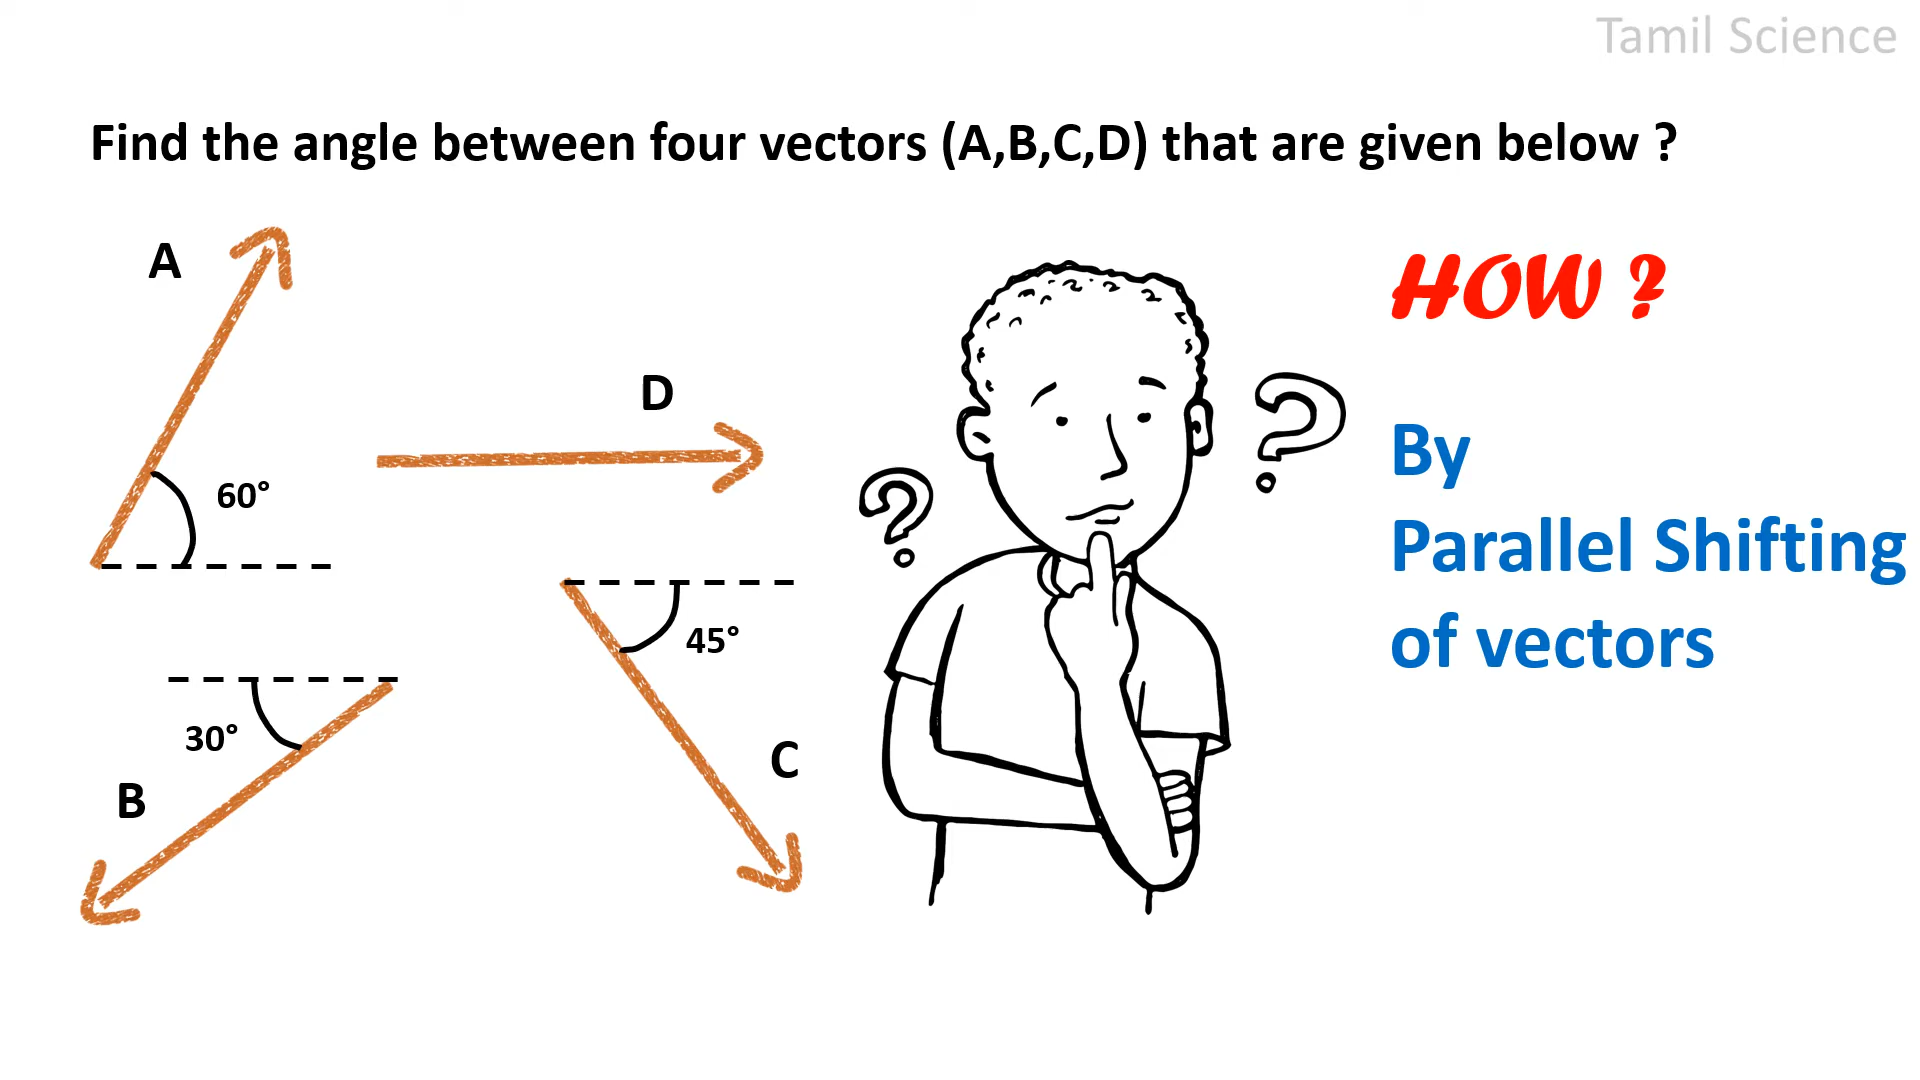 Tamil Science
Find the angle between four vectors (A,B,C,D) that are given below ?
A
HOW ?
D
By
60°
Parallel Shifting
45°
of vectors
30°
C
B